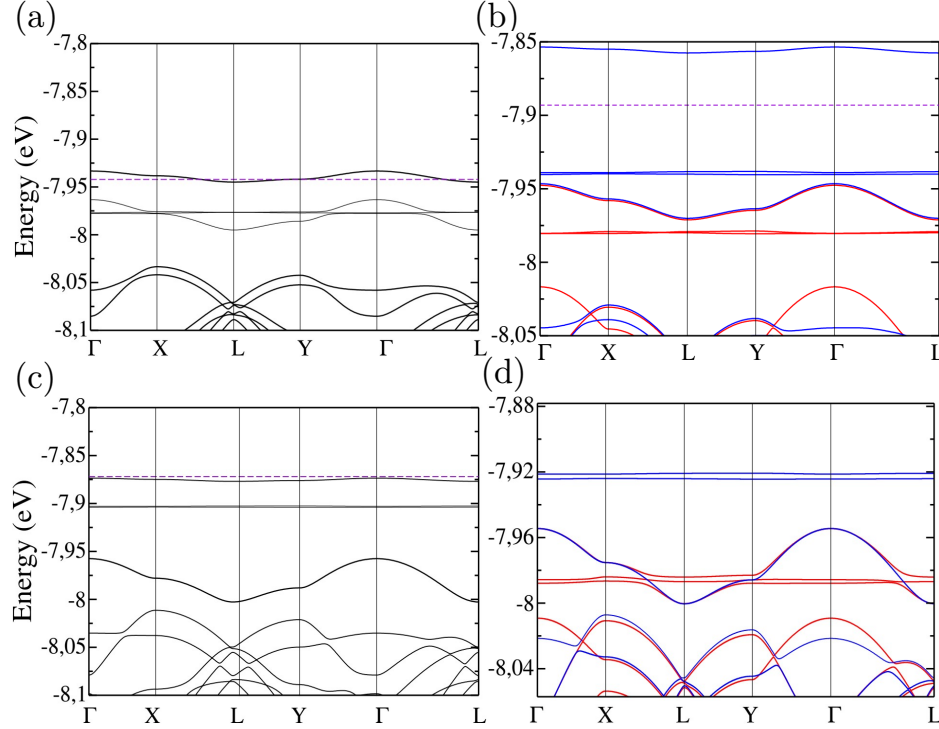 (a)
-7,8
-7,85
-7,9
-7,95
-8
-8,05
-8,1
Energy (eV)
Γ X L Y Γ L
(b)
-7,85
-7,9
-7,95
-8
-8,05
Γ X L Y Γ L
(c)
-7,8
-7,85
-7,9
-7,95
-8
-8,05
-8,1
Energy (eV)
Γ X L Y Γ L
(d)
-7,88
-7,92
-7,96
-8
-8,04
Γ X L Y Γ L